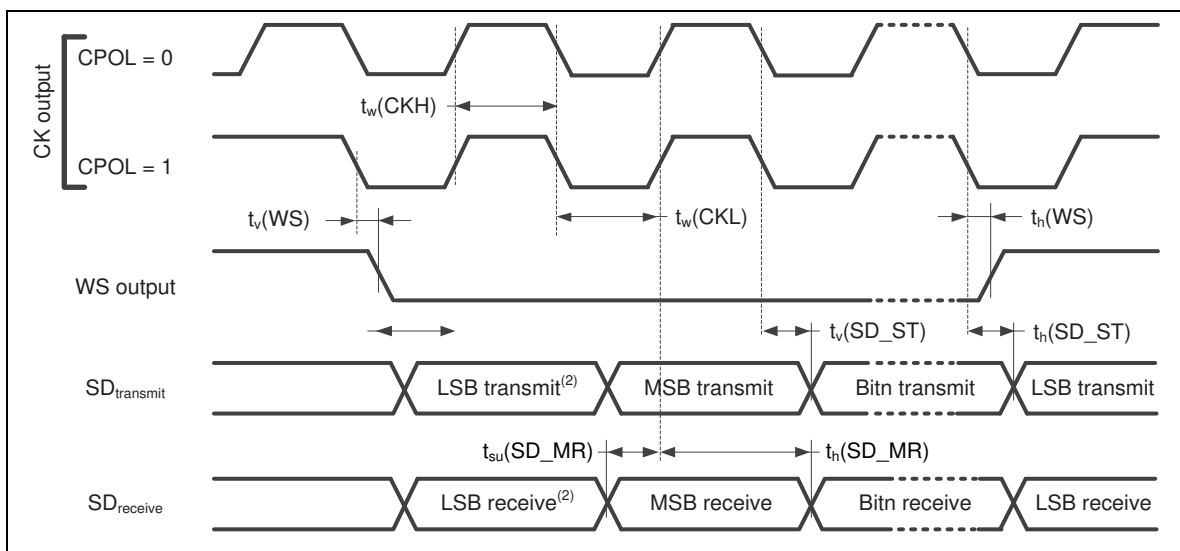 CK output
CPOL = 0
tw(CKH)
CPOL = 1
tv(WS)
tw(CKL)
th(WS)
WS output
tv(SD_ST)
th(SD_ST)
SDtransmit
LSB transmit(2)
MSB transmit
Bitn transmit
LSB transmit
tsu(SD_MR)
th(SD_MR)
SDreceive
LSB receive(2)
MSB receive
Bitn receive
LSB receive